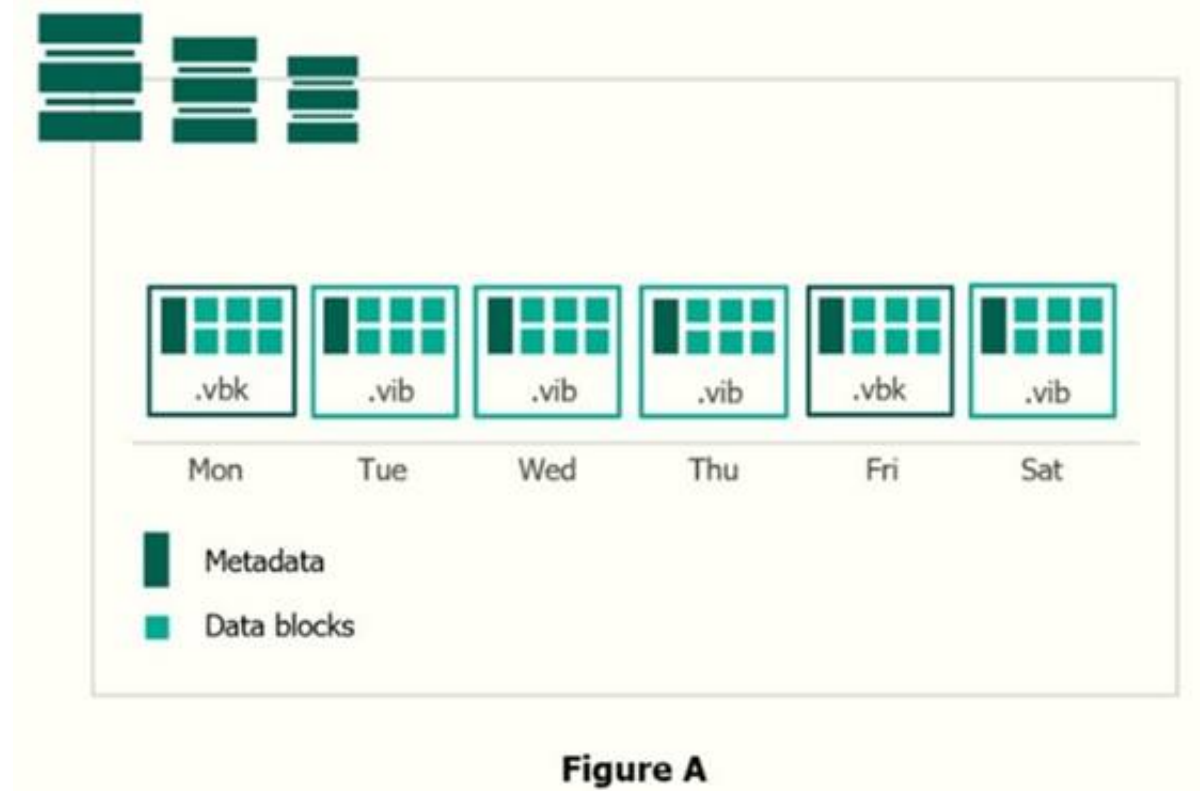 .vbk .vib .vib .vib .vbk .vib
Mon Tue Wed Thu Fri Sat
Metadata
Data blocks
Figure A